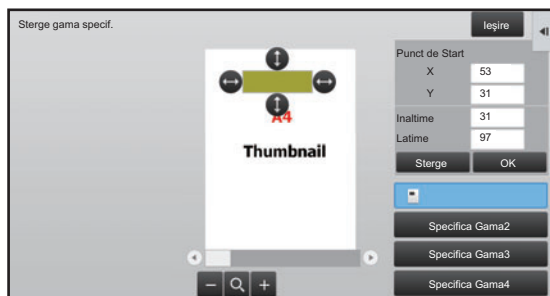 Sterge gama specif.
Ieșire
Punct de Start
X 53
Y 31
Inaltime 31
Latime 97
Sterge OK
A4
Thumbnail
Specifica Gama2
Specifica Gama3
Specifica Gama4